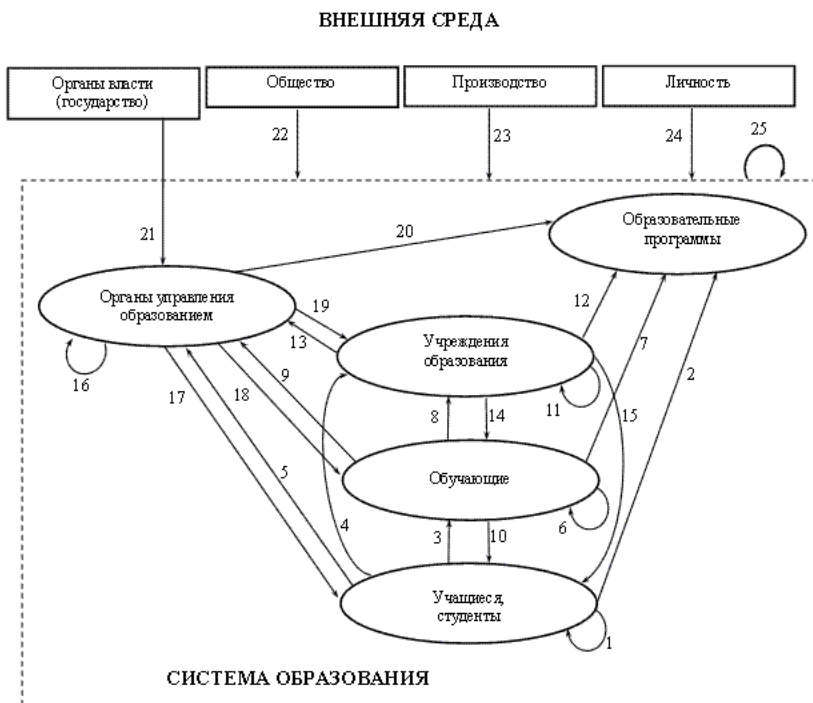 ВНЕШНЯЯ СРЕДА
Органы власти
(государство)
Общество
Производство
Личность
22
23
24
25
21
20
Образовательные
программы
Органы управления
образованием
19
13
12
Учреждения
образования
7
16
17
18
9
11
2
8
14
15
Обучающие
5
4
3
10
6
Учащиеся,
студенты
1
СИСТЕМА ОБРАЗОВАНИЯ